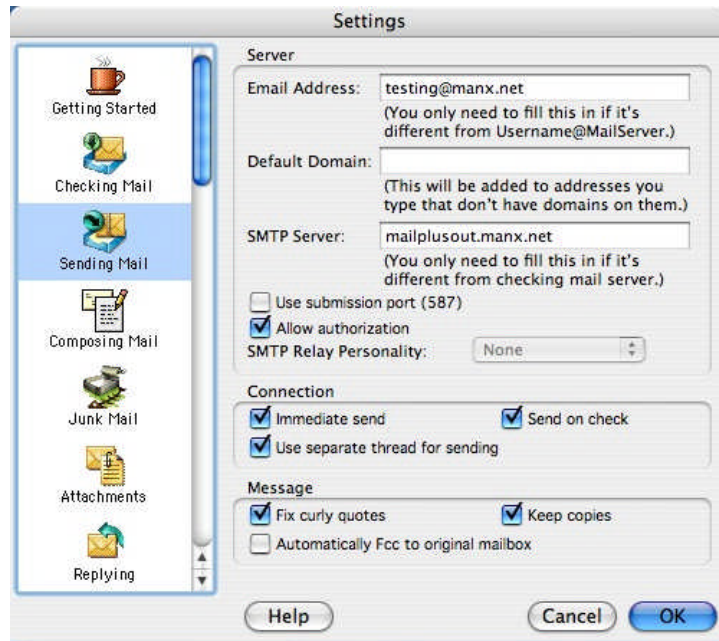 Settings
Getting Started
Checking Mail
Sending Mail
Composing Mail
Junk Mail
Attachments
Replying
Server
Email Address: testing@manx.net
(You only need to fill this in if it's
different from Username@MailServer.)
Default Domain:
(This will be added to addresses you
type that don't have domains on them.)
SMTP Server: mailplusout.manx.net
(You only need to fill this in if it's
different from checking mail server.)
Use submission port (587)
Allow authorization
SMTP Relay Personality: None
Connection
Immediate send Send on check
Use separate thread for sending
Message
Fix curly quotes Keep copies
Automatically Fcc to original mailbox
Help Cancel OK